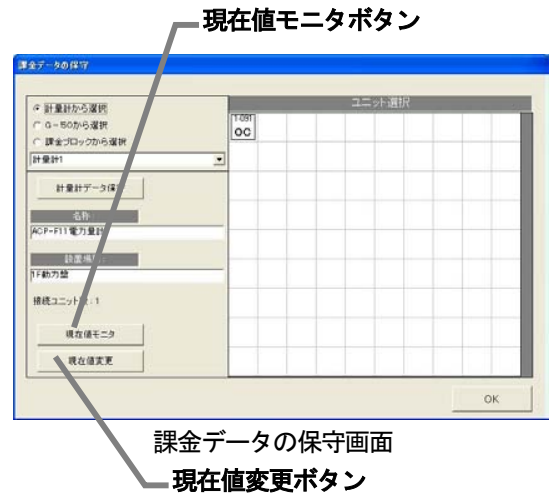 現在値モニタボタン
課金データの保守
ユニット選択
計量計から選択
G-50から選択
課金ブロックから選択
計量計1
計量計データ保
名称:
ACP-F11電力量計
設置場
1F動力盤
接続ユニット数:1
現在値モニタ
現在値変更
1-091
OC
OK
課金データの保守画面
現在値変更ボタン